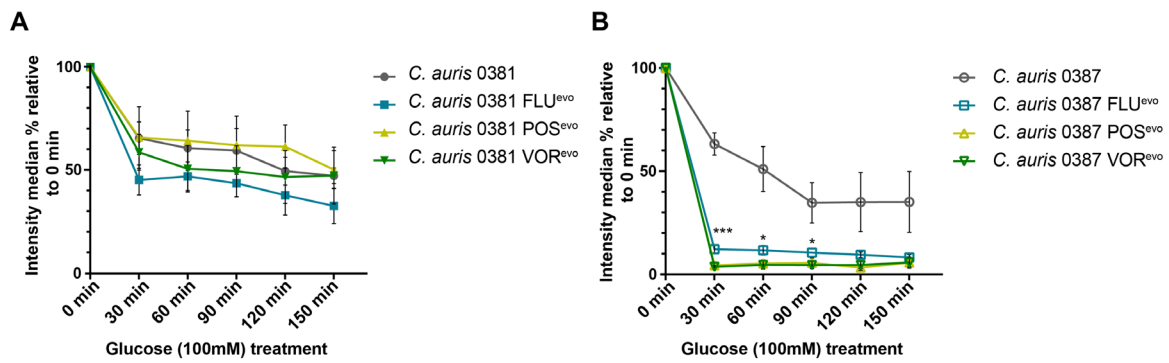 A
Intensity median % relative
to 0 min
100
50
0
0 min
30 min
60 min
90 min
120 min
150 min
Glucose (100mM) treatment
C. auris 0381
C. auris 0381 FLUevo
C. auris 0381 POSevo
C. auris 0381 VORevo
B
Intensity median % relative
to 0 min
100
50
0
***
*
*
0 min
30 min
60 min
90 min
120 min
150 min
Glucose (100mM) treatment
C. auris 0387
C. auris 0387 FLUevo
C. auris 0387 POSevo
C. auris 0387 VORevo